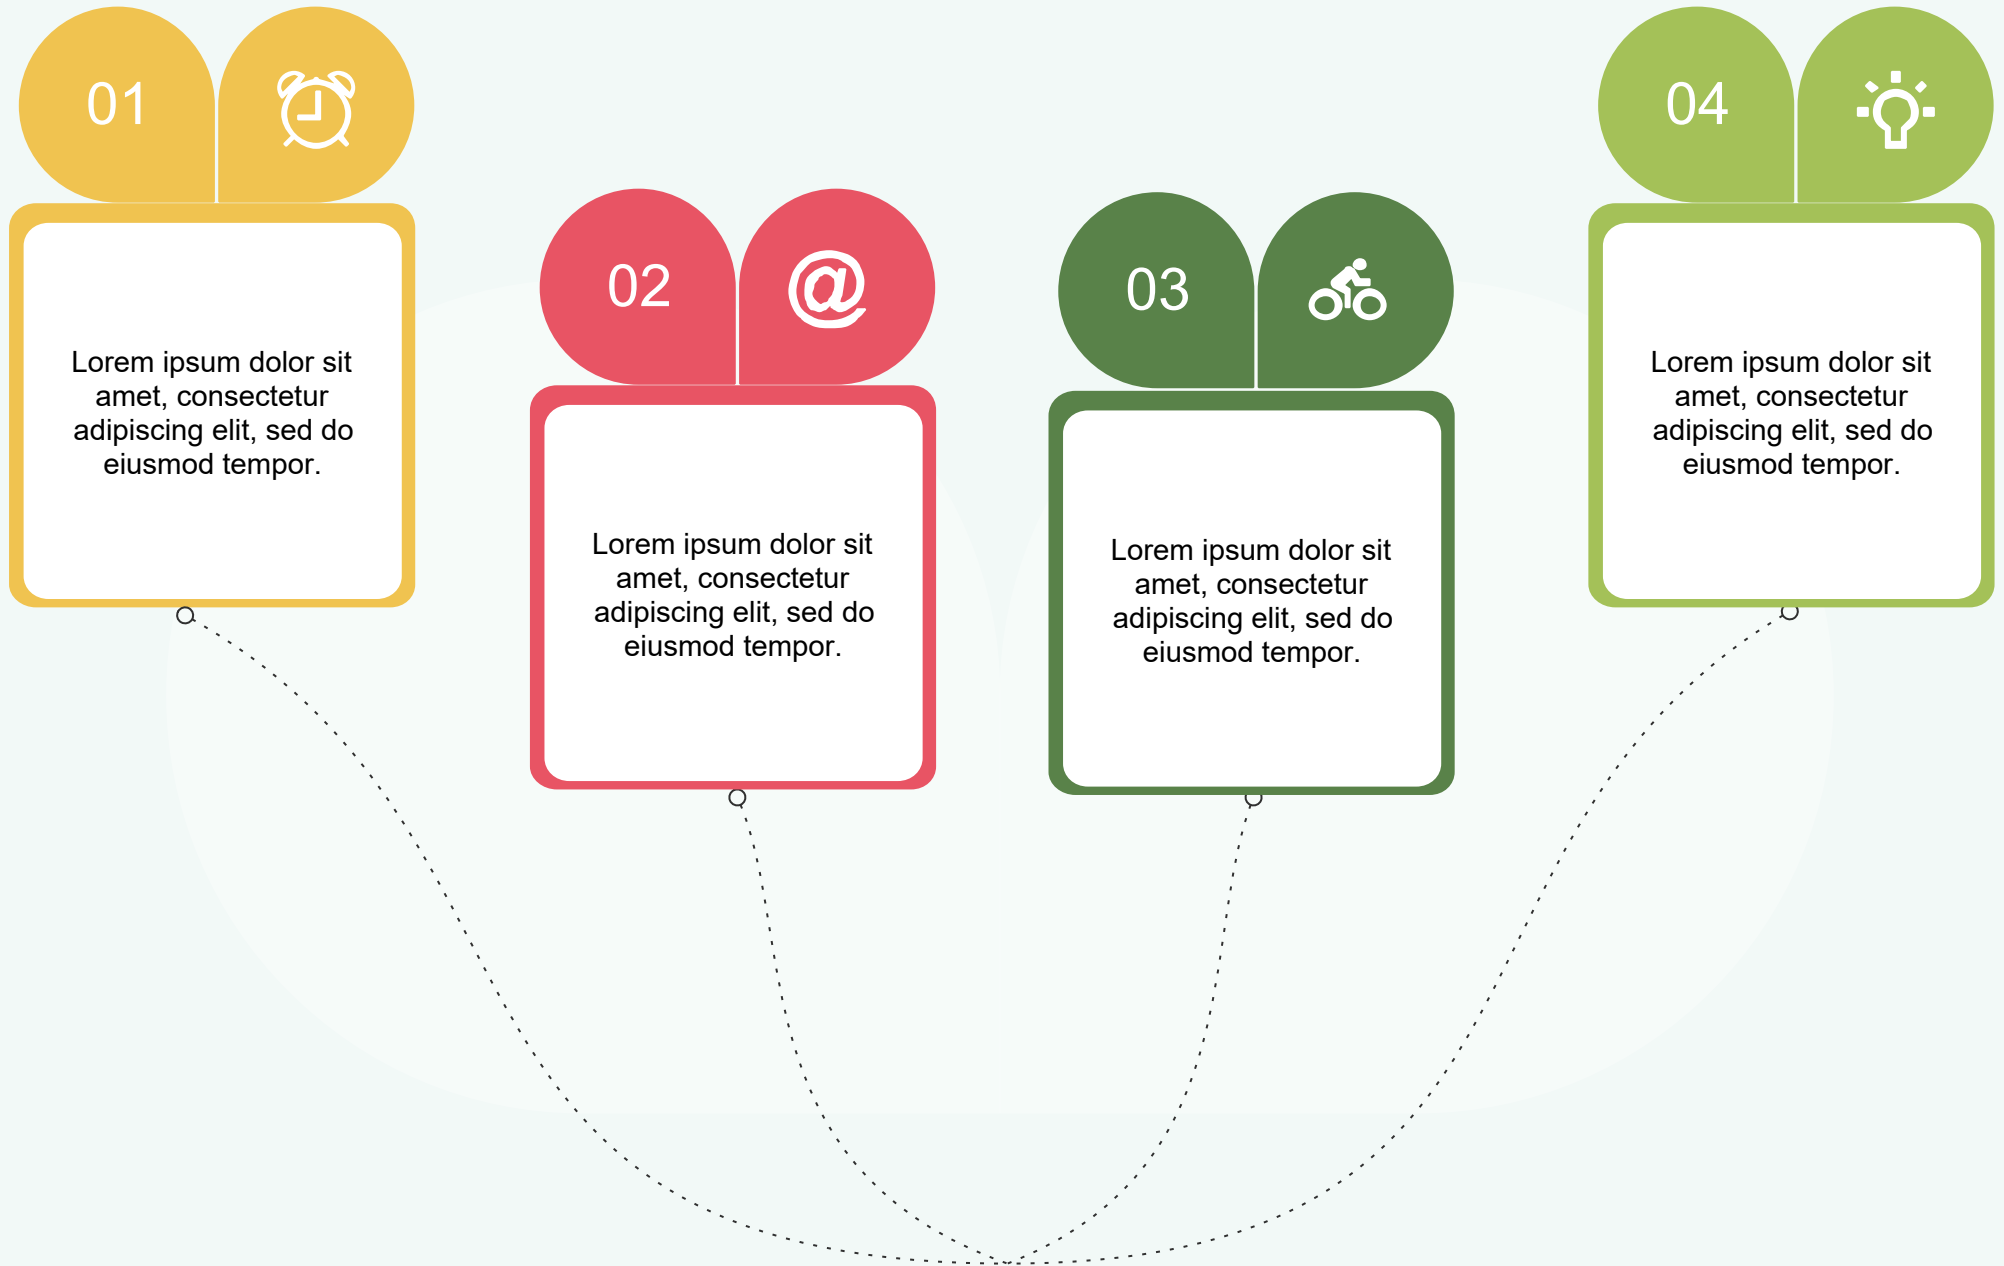 01
Lorem ipsum dolor sit
amet, consectetur
adipiscing elit, sed do
eiusmod tempor.
02
@
Lorem ipsum dolor sit
amet, consectetur
adipiscing elit, sed do
eiusmod tempor.
03
Lorem ipsum dolor sit
amet, consectetur
adipiscing elit, sed do
eiusmod tempor.
04
Lorem ipsum dolor sit
amet, consectetur
adipiscing elit, sed do
eiusmod tempor.